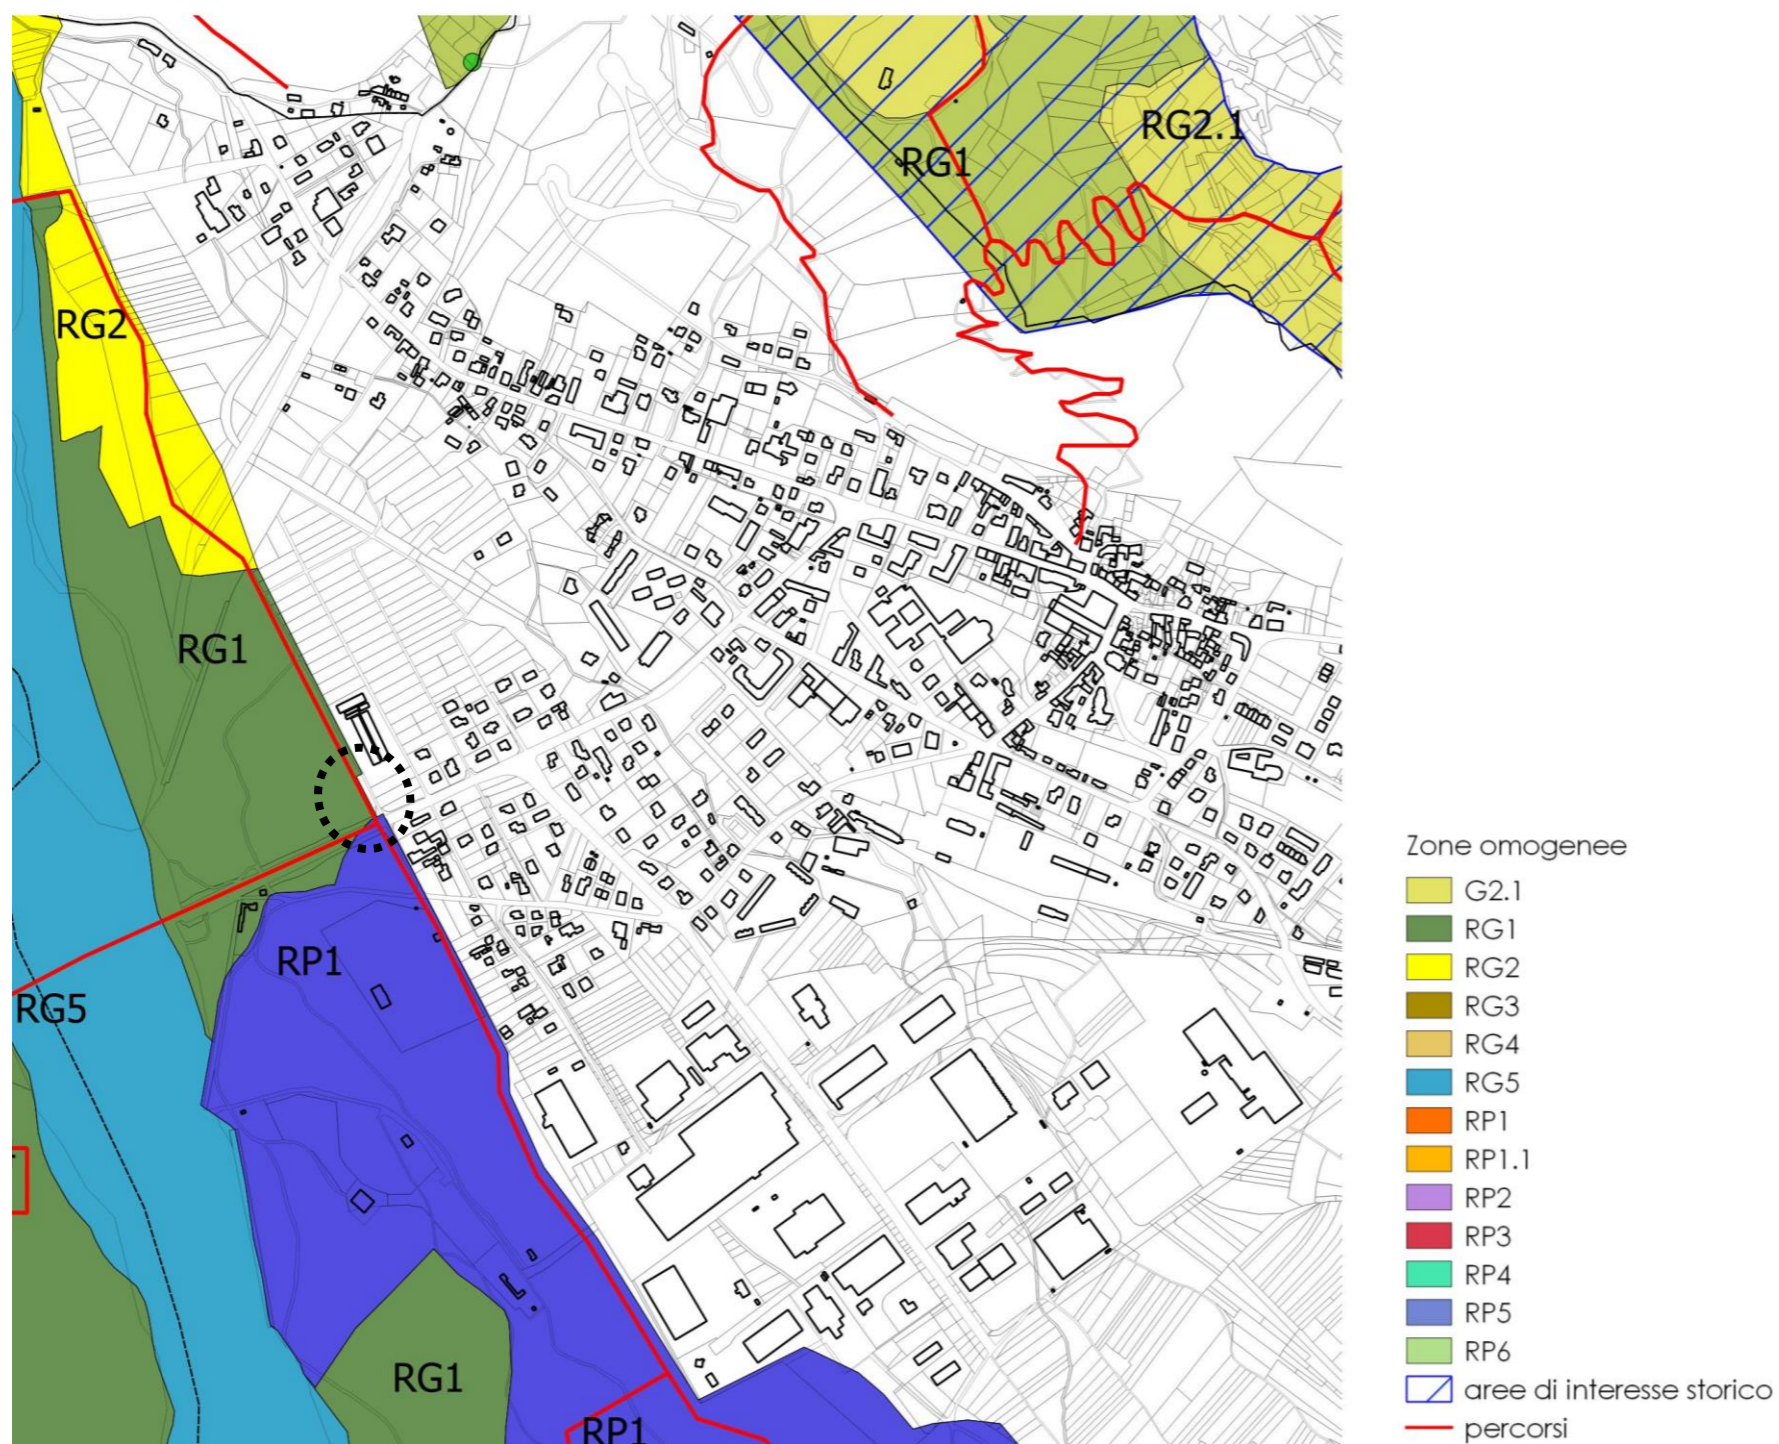 RG2.1
RG1
RG2
RG1
RP1
RG5
RG1
RP1
Zone omogenee
G2.1
RG1
RG2
RG3
RG4
RG5
RP1
RP1.1
RP2
RP3
RP4
RP5
RP6
aree di interesse storico
percorsi